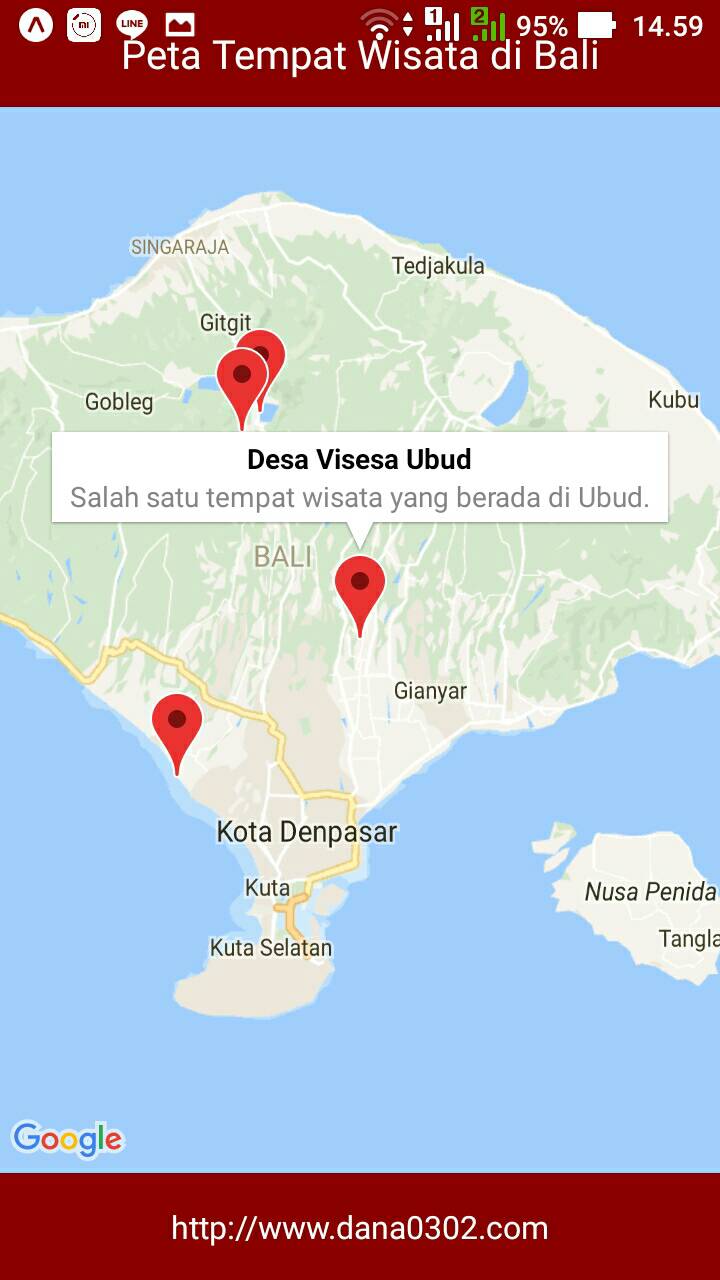 LINE
1
2
95%
14.59
Peta Tempat Wisata di Bali
SINGARAJA
Tedjakula
Gitgit
Gobleg
Kubu
Desa Visesa Ubud
Salah satu tempat wisata yang berada di Ubud.
BALI
Gianyar
Kota Denpasar
Kuta
Nusa Penida
Kuta Selatan
Tangla
Google
http://www.dana0302.com